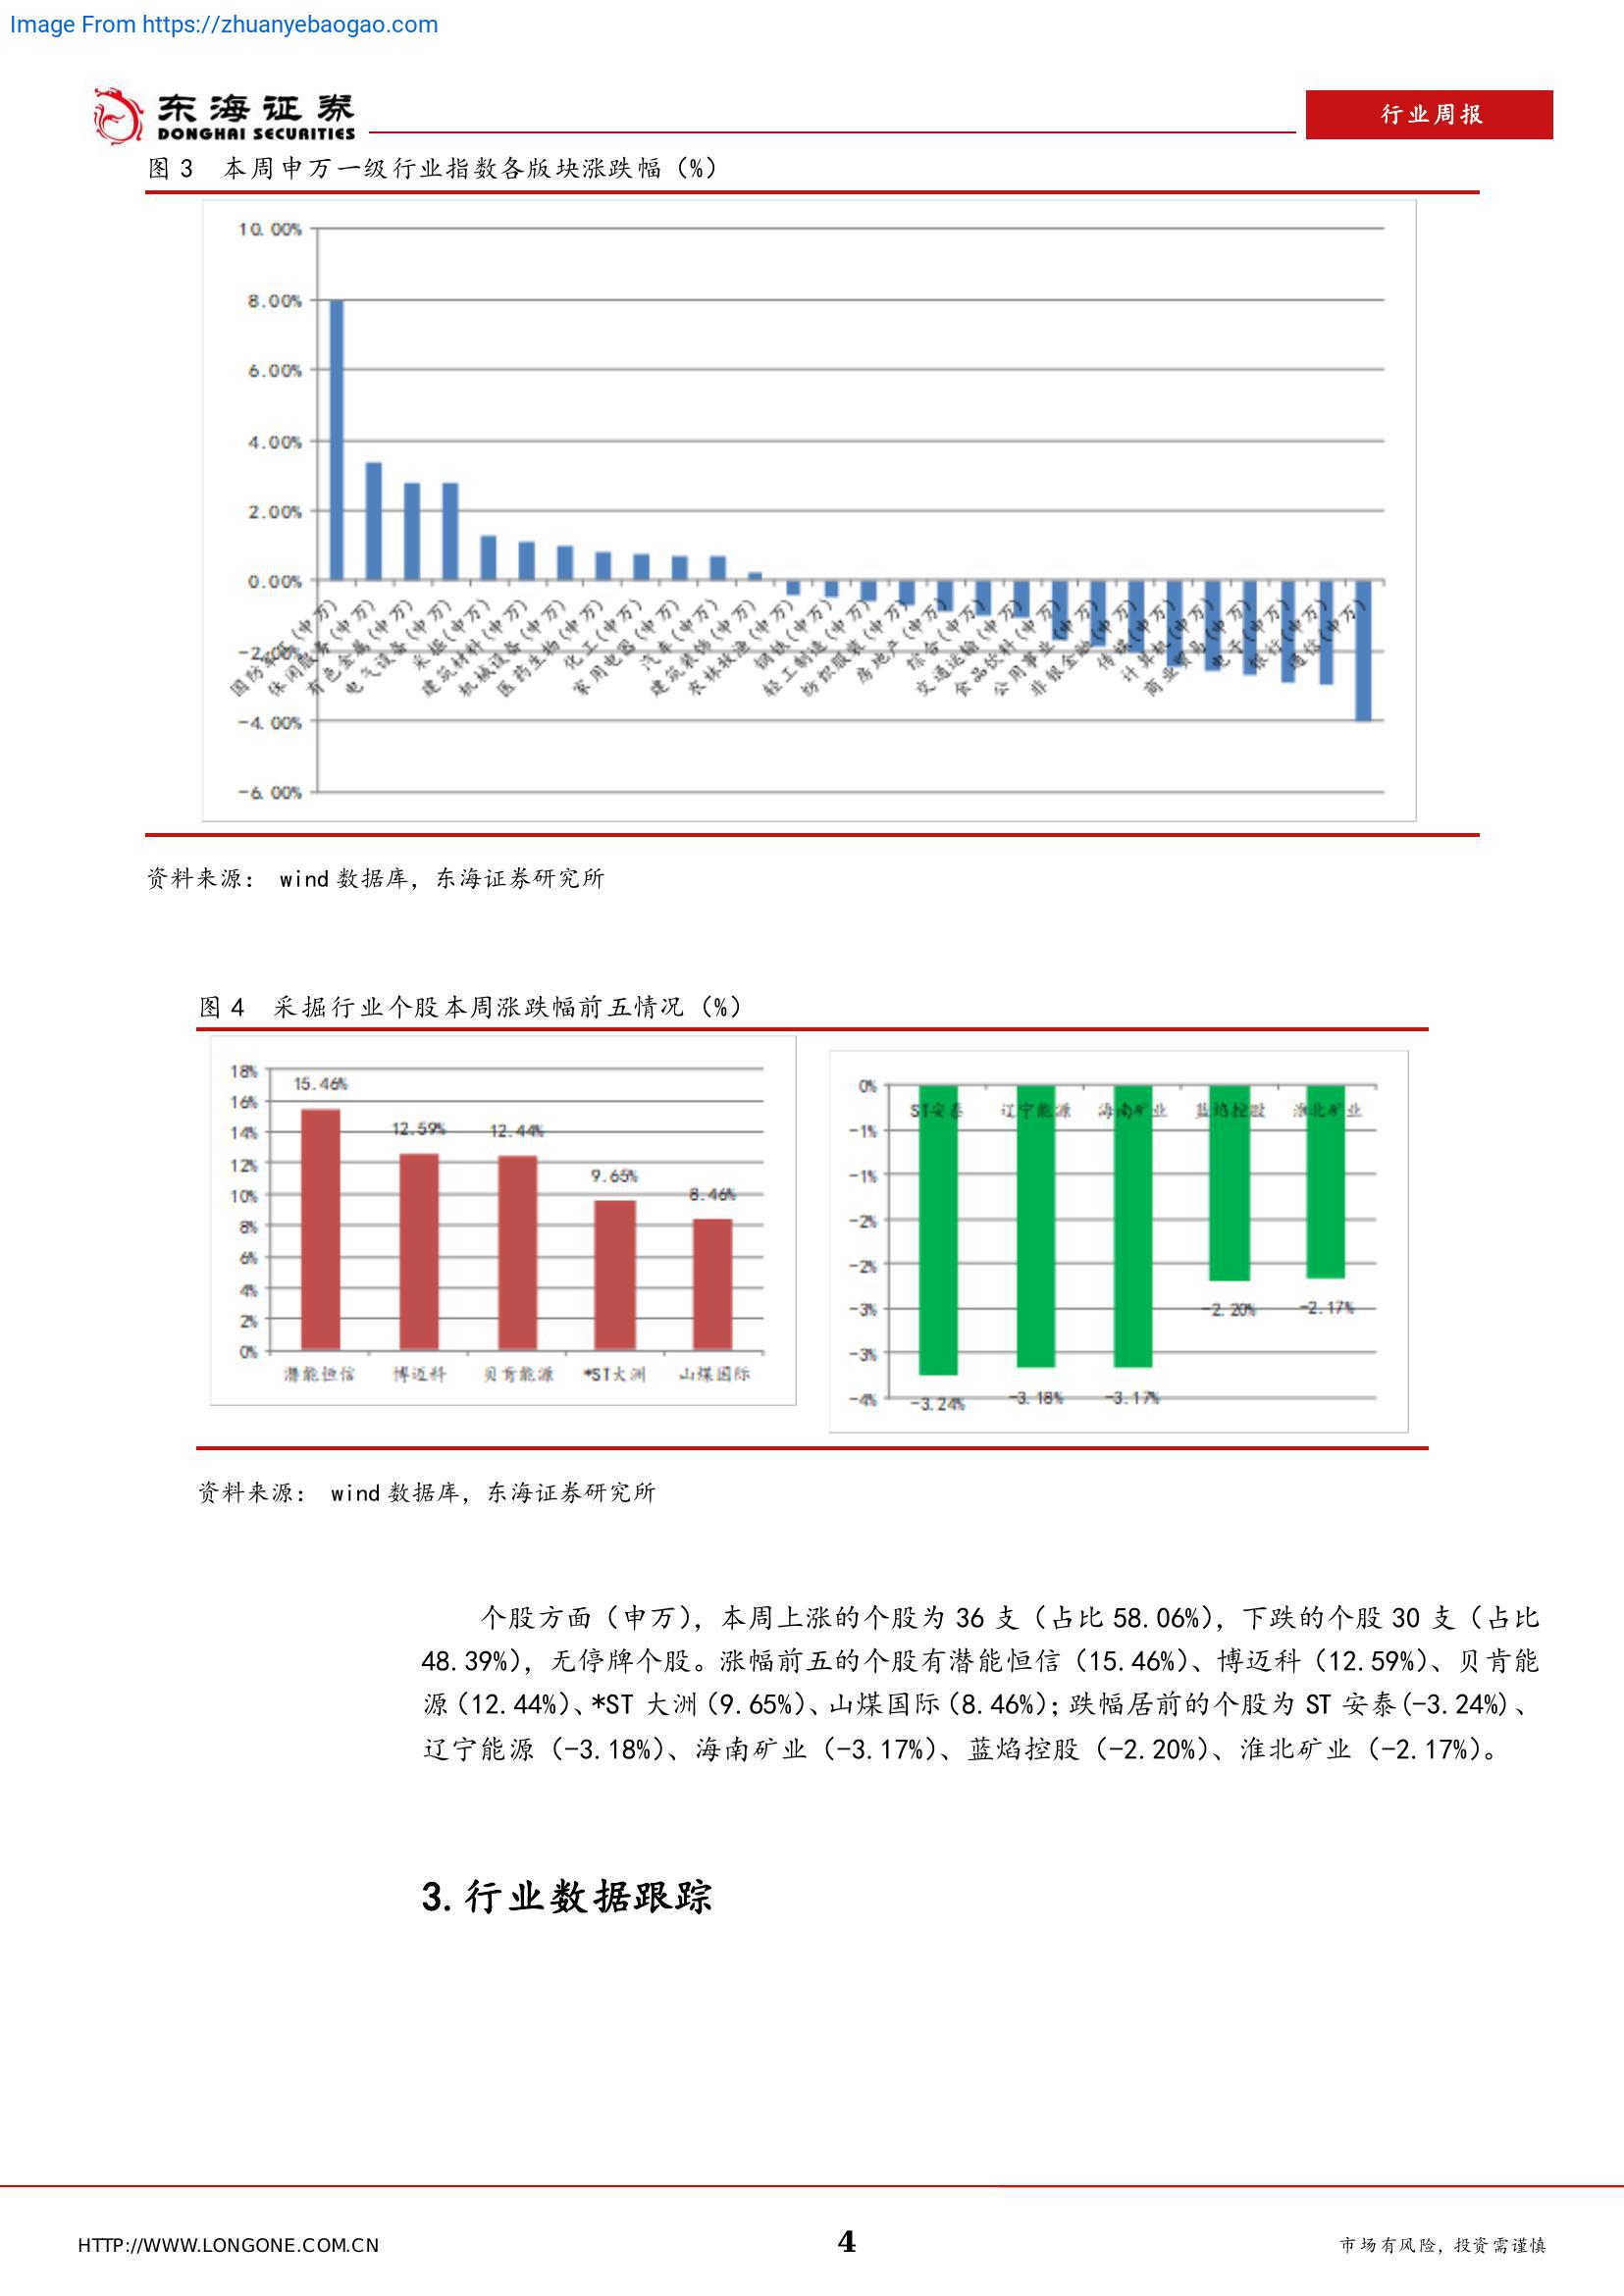 Image From https://zhuanyebaogao.com
东海证券
DONGHAI SECURITIES
行业周报
图 3 本周申万一级行业指数各版块涨跌幅（%）
10.00%
8.00%
6.00%
4.00%
2.00%
0.00%
-2.00%
-4.00%
-6.00%
国防军工(申万)
休闲服务(申万)
有色金属(申万)
电气设备(申万)
采掘(申万)
建筑材料(申万)
机械设备(申万)
医药生物(申万)
化工(申万)
家用电器(申万)
汽车(申万)
建筑装饰(申万)
农林牧渔(申万)
钢铁(申万)
轻工制造(申万)
纺织服装(申万)
房地产(申万)
综合(申万)
交通运输(申万)
食品饮料(申万)
公用事业(申万)
非银金融(申万)
传媒(申万)
计算机(申万)
商业贸易(申万)
电子(申万)
银行(申万)
通信(申万)
资料来源： wind 数据库，东海证券研究所
图 4 采掘行业个股本周涨跌幅前五情况（%）
18%
16%
14%
12%
10%
8%
6%
4%
2%
0%
15.46%
12.59%
12.44%
9.65%
8.46%
潜能恒信 博迈科 贝肯能源 *ST大洲 山煤国际
0%
-1%
-1%
-2%
-2%
-3%
-3%
-4%
ST安泰 辽宁能源 海南矿业 蓝焰控股 淮北矿业
-3.24%
-3.18%
-3.17%
-2.20%
-2.17%
资料来源： wind 数据库，东海证券研究所
个股方面（申万），本周上涨的个股为 36 支（占比 58.06%），下跌的个股 30 支（占比
48.39%），无停牌个股。涨幅前五的个股有潜能恒信（15.46%）、博迈科（12.59%）、贝肯能
源（12.44%）、*ST 大洲（9.65%）、山煤国际（8.46%）；跌幅居前的个股为 ST 安泰(-3.24%)、
辽宁能源（-3.18%）、海南矿业（-3.17%）、蓝焰控股（-2.20%）、淮北矿业（-2.17%）。
3.行业数据跟踪
HTTP://WWW.LONGONE.COM.CN
4
市场有风险，投资需谨慎